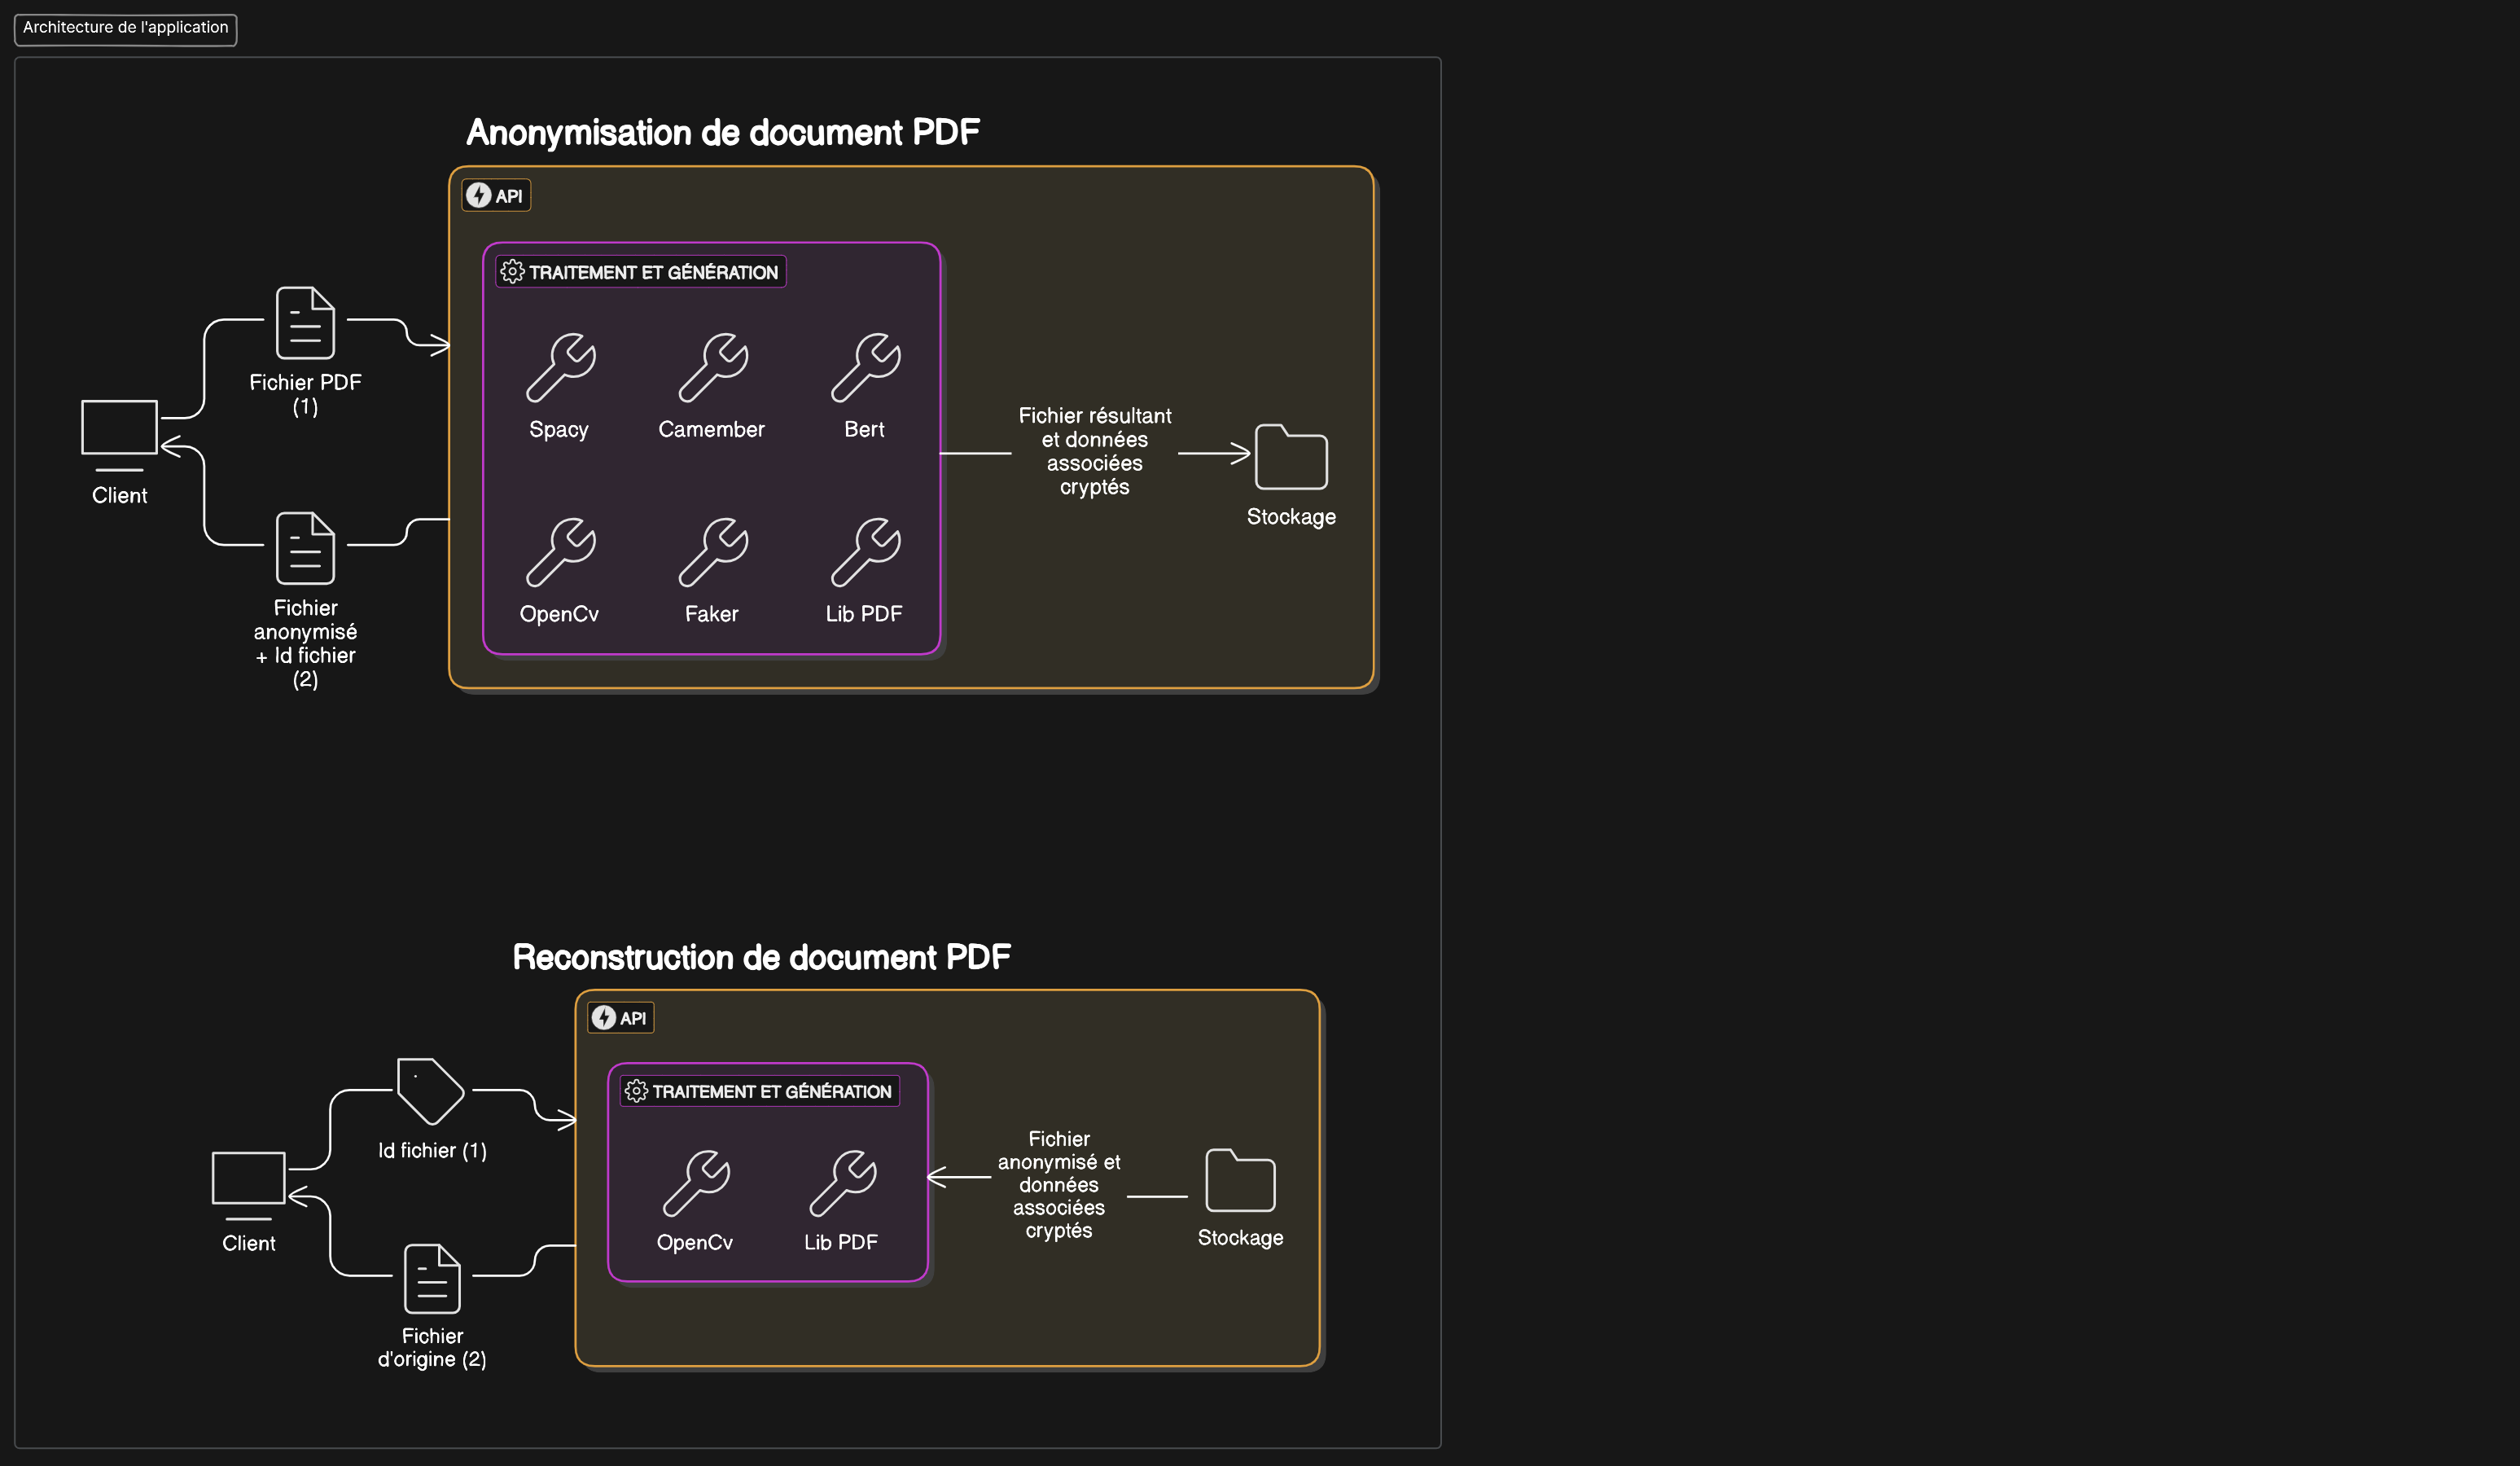 Architecture de l'application
Anonymisation de document PDF
API
TRAITEMENT ET GÉNÉRATION
Fichier PDF
(1)
Client
Spacy
Camember
Bert
Fichier résultant
et données
associées
cryptés
Stockage
Fichier
anonymisé
+ Id fichier
(2)
OpenCv
Faker
Lib PDF
Reconstruction de document PDF
API
TRAITEMENT ET GÉNÉRATION
Id fichier (1)
Client
OpenCv
Lib PDF
Fichier
anonymisé et
données
associées
cryptés
Stockage
Fichier
d'origine (2)